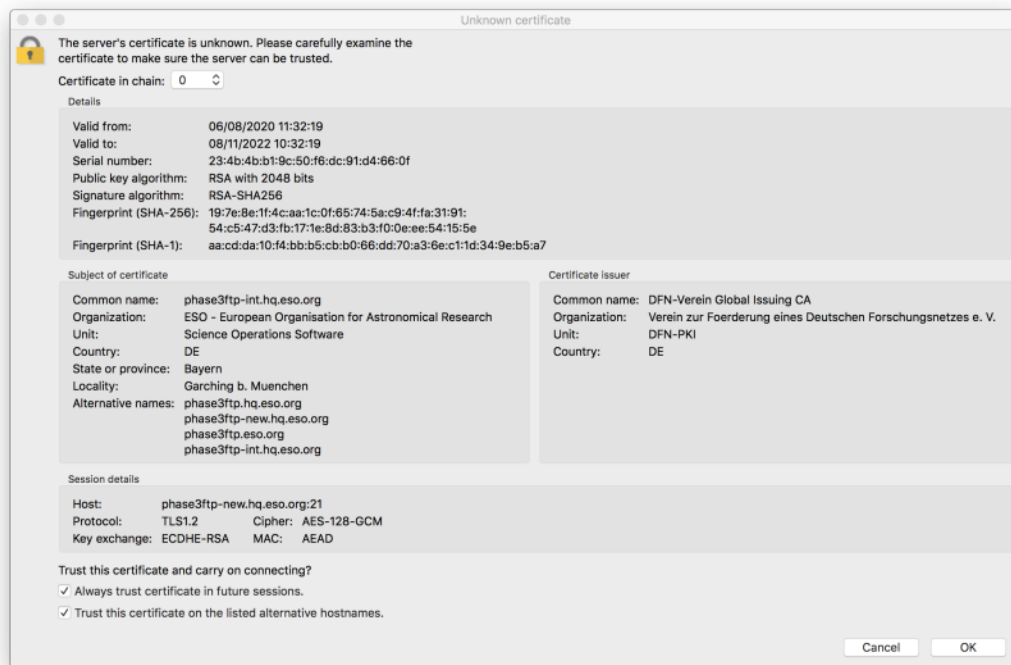 Unknown certificate
The server's certificate is unknown. Please carefully examine the
certificate to make sure the server can be trusted.
Certificate in chain: 0
Details
Valid from: 06/08/2020 11:32:19
Valid to: 08/11/2022 10:32:19
Serial number: 23:4b:4b:b1:9c:50:f6:dc:91:d4:66:0f
Public key algorithm: RSA with 2048 bits
Signature algorithm: RSA-SHA256
Fingerprint (SHA-256): 19:7e:8e:1f:4c:aa:1c:0f:65:74:5a:c9:4f:fa:31:91:
54:c5:47:d3:fb:17:1e:8d:83:b3:f0:0e:ee:54:15:5e
Fingerprint (SHA-1): aa:cd:da:10:f4:bb:b5:cb:b0:66:dd:70:a3:6e:c1:1d:34:9e:b5:a7
Subject of certificate
Common name: phase3ftp-int.hq.eso.org
Organization: ESO - European Organisation for Astronomical Research
Unit: Science Operations Software
Country: DE
State or province: Bayern
Locality: Garching b. Muenchen
Alternative names: phase3ftp.hq.eso.org
phase3ftp-new.hq.eso.org
phase3ftp.eso.org
phase3ftp-int.hq.eso.org
Certificate issuer
Common name: DFN-Verein Global Issuing CA
Organization: Verein zur Foerderung eines Deutschen Forschungsnetzes e. V.
Unit: DFN-PKI
Country: DE
Session details
Host: phase3ftp-new.hq.eso.org:21
Protocol: TLS1.2 Cipher: AES-128-GCM
Key exchange: ECDHE-RSA MAC: AEAD
Trust this certificate and carry on connecting?
Always trust certificate in future sessions.
Trust this certificate on the listed alternative hostnames.
Cancel OK